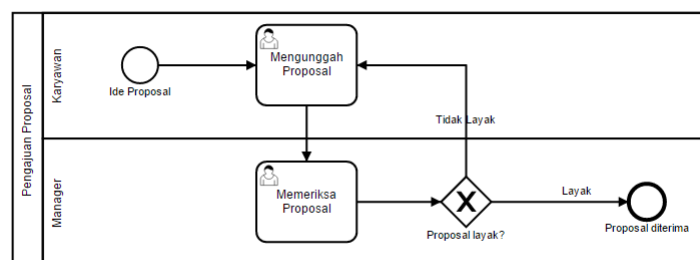 Pengajuan Proposal
Karyawan
Ide Proposal
Mengunggah
Proposal
Tidak Layak
Manager
Memeriksa
Proposal
Proposal layak?
Layak
Proposal diterima